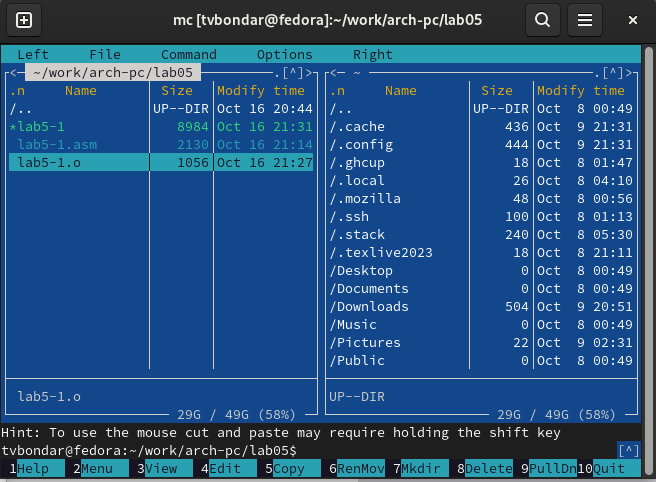 mc [tvbondar@fedora]:~/work/arch-pc/lab05
Left File Command Options Right
<─ ~/work/arch-pc/lab05 .[^]>
.n Name Size Modify time
/.. UP--DIR Oct 16 20:44
*lab5-1 8984 Oct 16 21:31
lab5-1.asm 2130 Oct 16 21:14
lab5-1.o 1056 Oct 16 21:27
lab5-1.o
29G / 49G (58%)
<─ ~ .[^]>
.n Name Size Modify time
/.. UP--DIR Oct 8 00:49
/.cache 436 Oct 9 21:31
/.config 444 Oct 9 21:31
/.ghcup 18 Oct 8 01:47
/.local 26 Oct 8 04:10
/.mozilla 48 Oct 8 00:56
/.ssh 100 Oct 8 01:13
/.stack 240 Oct 8 05:30
/.texlive2023 18 Oct 8 21:11
/Desktop 0 Oct 8 00:49
/Documents 0 Oct 8 00:49
/Downloads 504 Oct 9 20:51
/Music 0 Oct 8 00:49
/Pictures 22 Oct 9 02:31
/Public 0 Oct 8 00:49
UP--DIR
29G / 49G (58%)
Hint: To use the mouse cut and paste may require holding the shift key
tvbondar@fedora:~/work/arch-pc/lab05$ [^]
1Help 2Menu 3View 4Edit 5Copy 6RenMov 7Mkdir 8Delete 9PullDn 10Quit